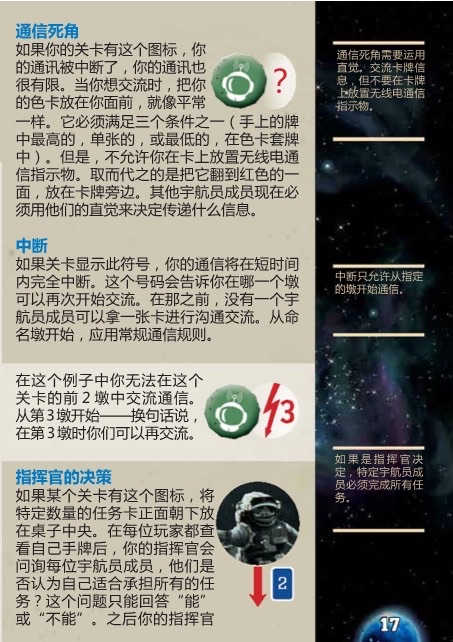 通信死角
如果你的关卡有这个图标，你
的通讯被中断了，你的通讯也
很有限。当你想交流时，把你
的色卡放在你面前，就像平常
一样。它必须满足三个条件之一（手上的牌
中最高的，单张的，或最低的，在色卡套牌
中）。但是，不允许你在卡上放置无线电通
信指示物。取而代之的是把它翻到红色的一
面，放在卡牌旁边。其他宇航员成员现在必
须用他们的直觉来决定传递什么信息。
?
通信死角需要运用
直觉。交流卡牌信
息，但不要在卡牌
上放置无线电通信
指示物。
中断
如果关卡显示此符号，你的通信将在短时间
内完全中断。这个号码会告诉你在哪一个墩
可以再次开始交流。在那之前，没有一个宇
航员成员可以拿一张卡进行沟通交流。从命
名墩开始，应用常规通信规则。
中断只允许从指定
的墩开始通信。
在这个例子中你无法在这个
关卡的前 2 墩中交流通信。
从第3墩开始——换句话说，
在第3墩时你们可以再交流。
3
指挥官的决策
如果某个关卡有这个图标，将
特定数量的任务卡正面朝下放
在桌子中央。在每位玩家都查
看自己手牌后，你的指挥官会
问询每位宇航员成员，他们是
否认为自己适合承担所有的任
务？这个问题只能回答“能”
或“不能”。之后你的指挥官
2
如果是指挥官决
定，特定宇航员成
员必须完成所有任
务。
17